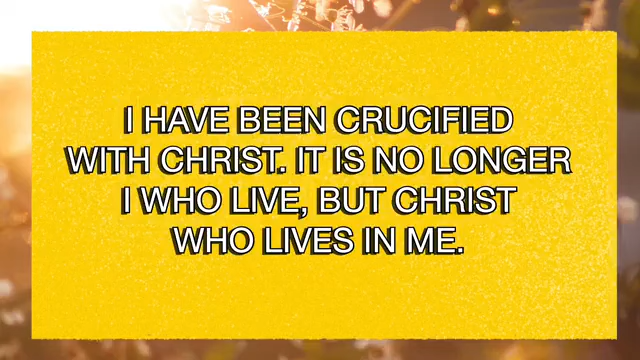 I HAVE BEEN CRUCIFIED
WITH CHRIST. IT IS NO LONGER
I WHO LIVE, BUT CHRIST
WHO LIVES IN ME.